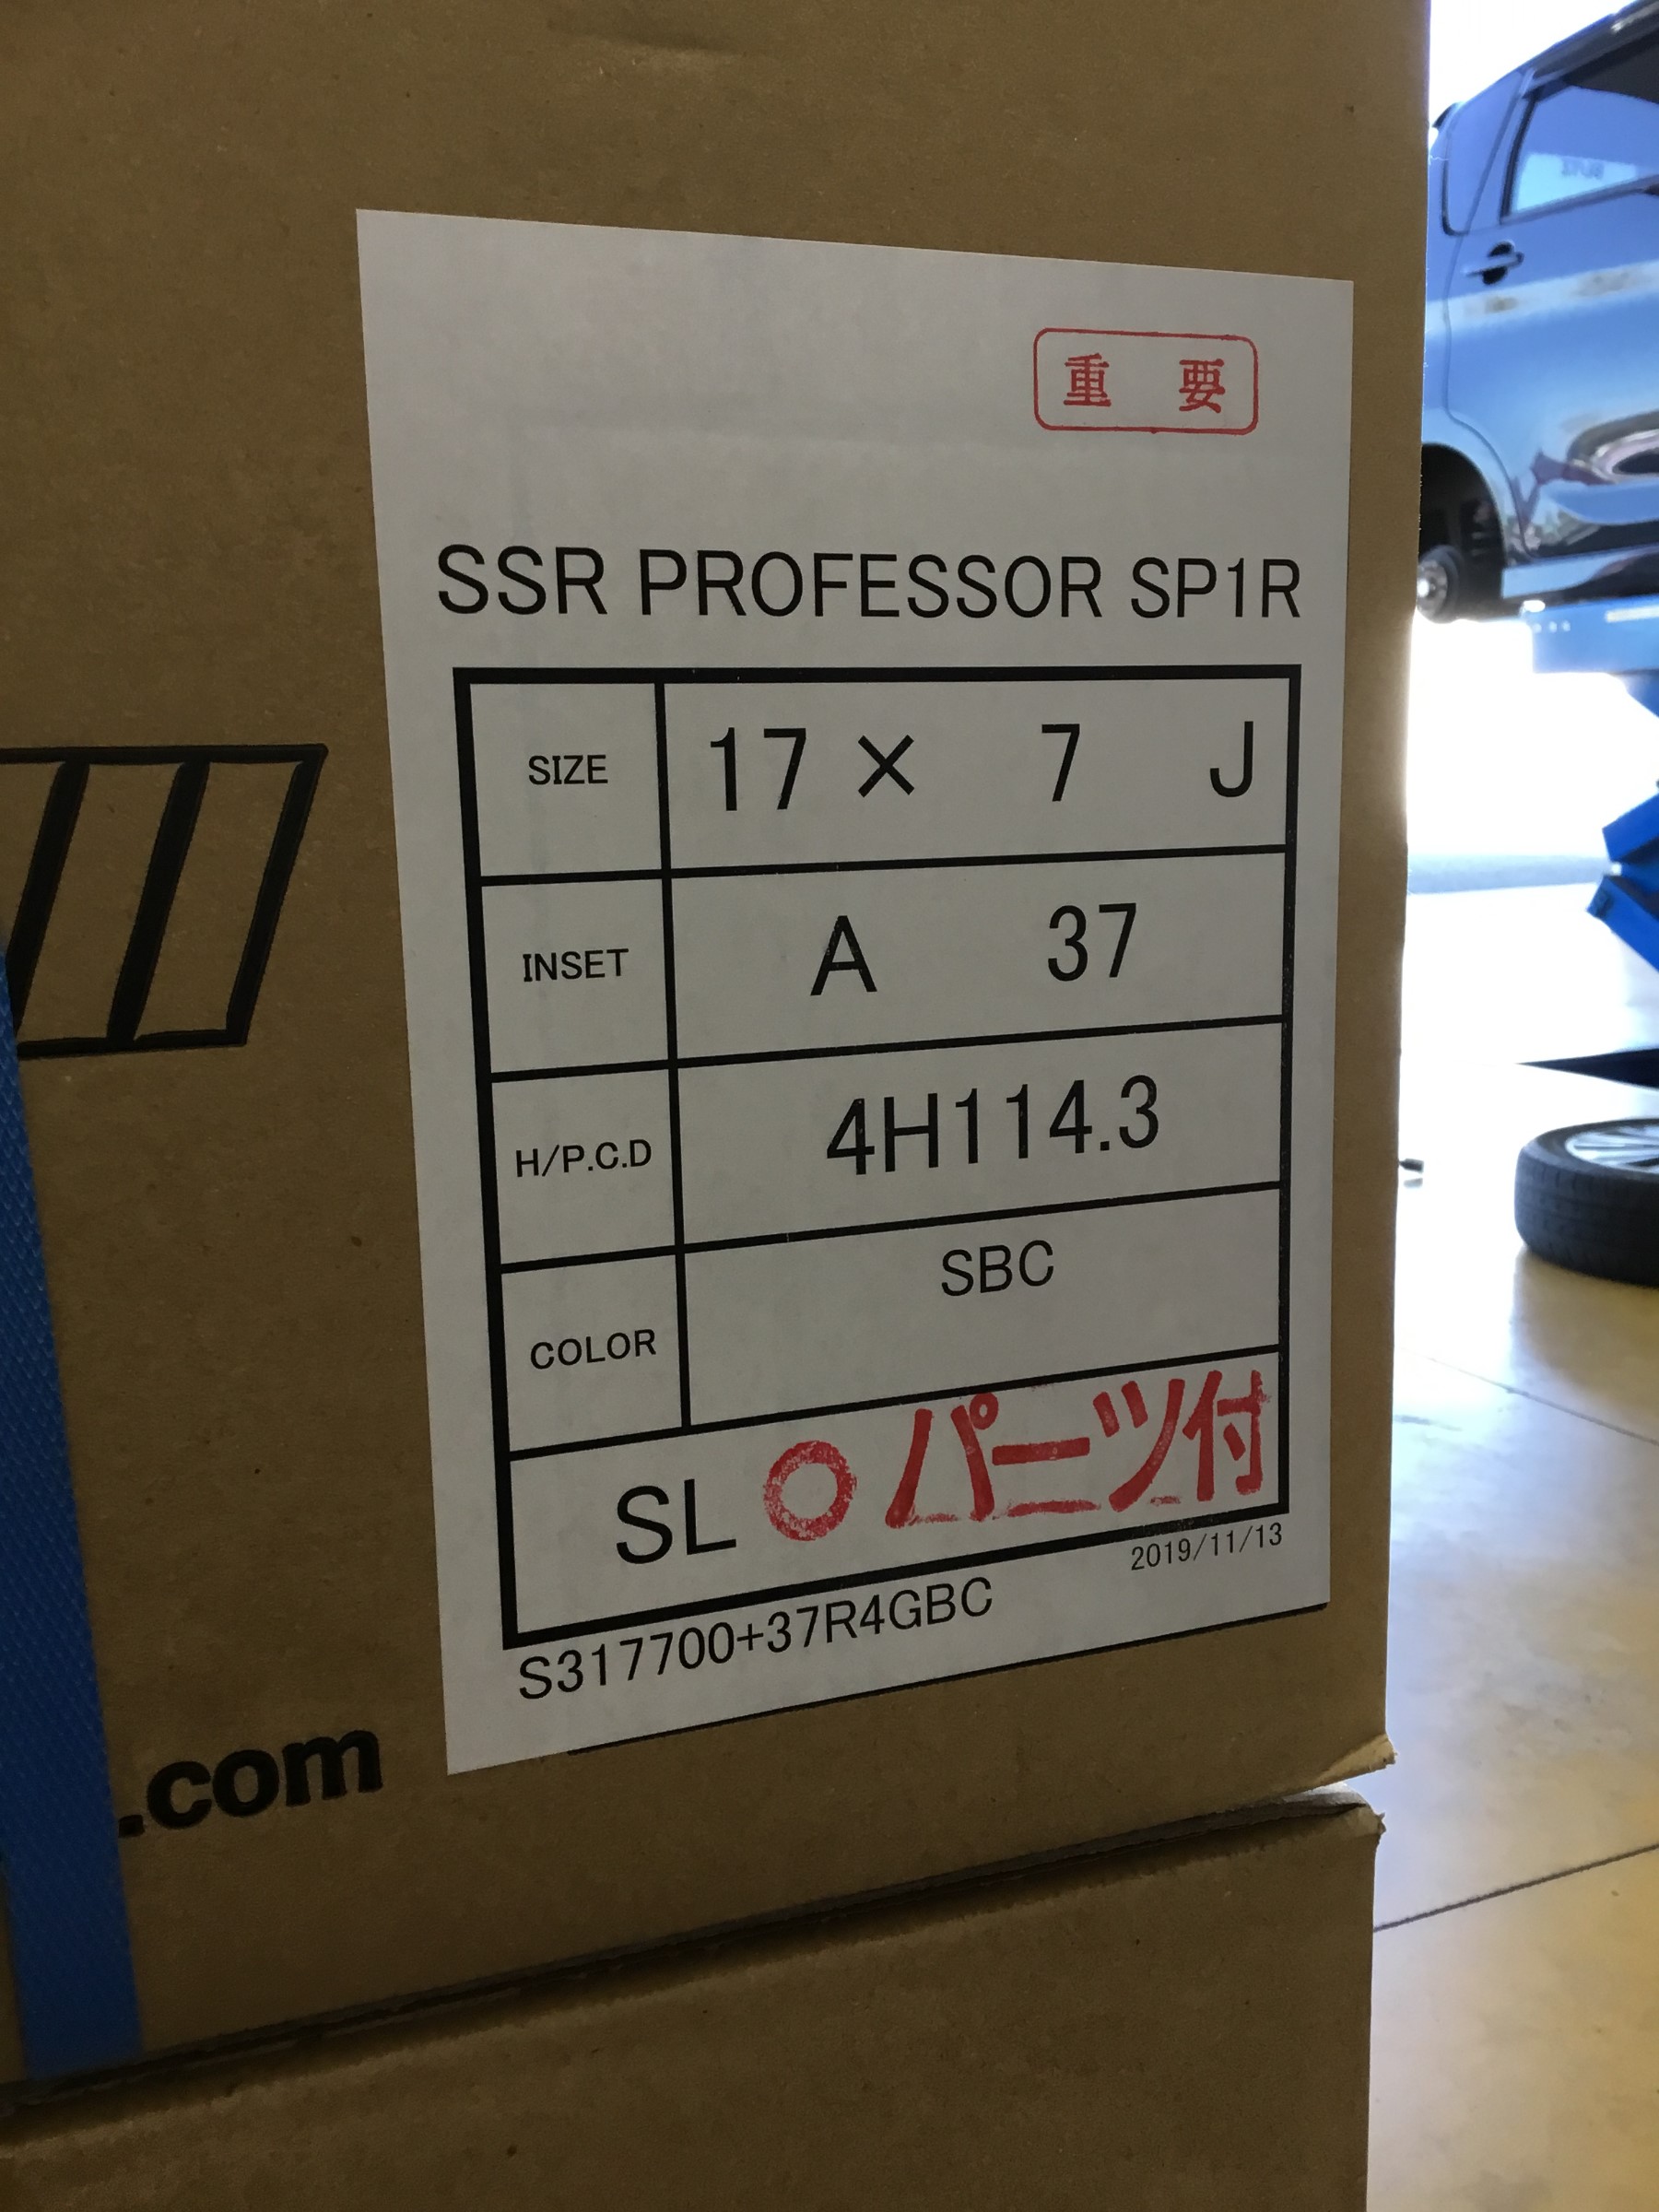 重 要
SSR PROFESSOR SP1R
SIZE 17 × 7 J
INSET A 37
H/P.C.D 4H114.3
COLOR SBC
SL ○ パーツ付
2019/11/13
S317700+37R4GBC
.com